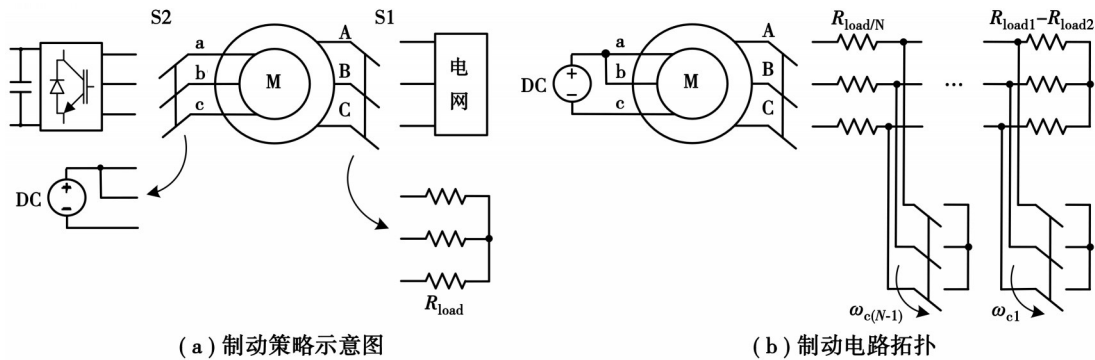 S2
S1
a
b
c
M
A
B
C
电网
DC
+
−
R_load
(a)制动策略示意图
DC
+
−
a
b
c
M
A
B
C
R_load/N
R_load1−R_load2
...
ω_c(N-1)
ω_c1
(b)制动电路拓扑